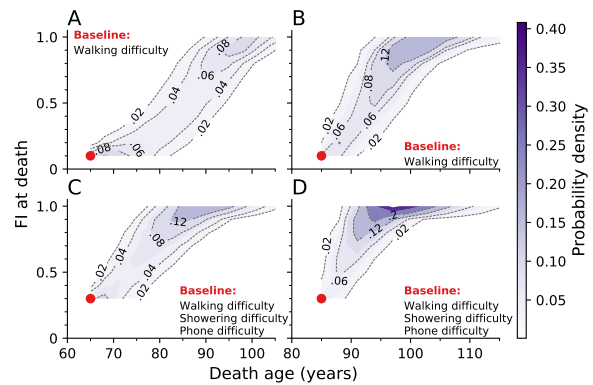 A
B
Baseline:
Walking difficulty
1.0
0.5
0
.08
.06
.04
.04
.02
.02
.08
.06
.12
.08
.02
.06
.06
.02
Baseline:
Walking difficulty
FI at death
C
D
1.0
0.5
0
.12
.08
.04
.02
.04
.02
Baseline:
Walking difficulty
Showering difficulty
Phone difficulty
.2
.12
.02
.02
.06
Baseline:
Walking difficulty
Showering difficulty
Phone difficulty
60 70 80 90 100
80 90 100 110
Death age (years)
0.40
0.35
0.30
0.25
0.20
0.15
0.10
0.05
Probability density